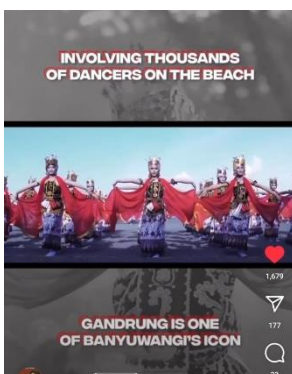 INVOLVING THOUSANDS
OF DANCERS ON THE BEACH
1,679
177
GANDRUNG IS ONE
OF BANYUWANGI'S ICON